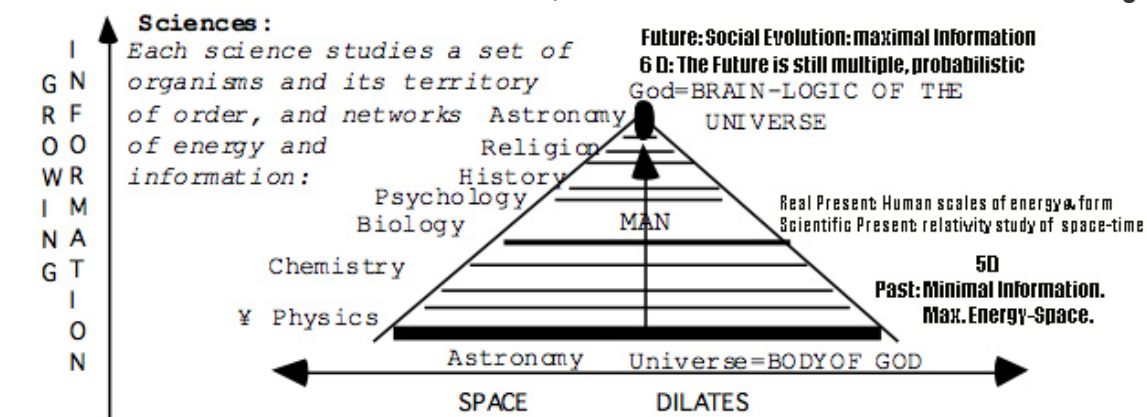 Sciences:
Each science studies a set of
organisms and its territory
of order, and networks
of energy and
information:
GROWING
INFORMATION
Future: Social Evolution: maximal Information
6 D: The Future is still multiple, probabilistic
God=BRAIN-LOGIC OF THE
UNIVERSE
Astronomy
Religion
History
Psychology
Biology
MAN
Real Present: Human scales of energy & form
Scientific Present: relativity study of space-time
Chemistry
5D
Past: Minimal Information.
Max. Energy-Space.
¥ Physics
Astronomy
Universe=BODYOF GOD
SPACE DILATES